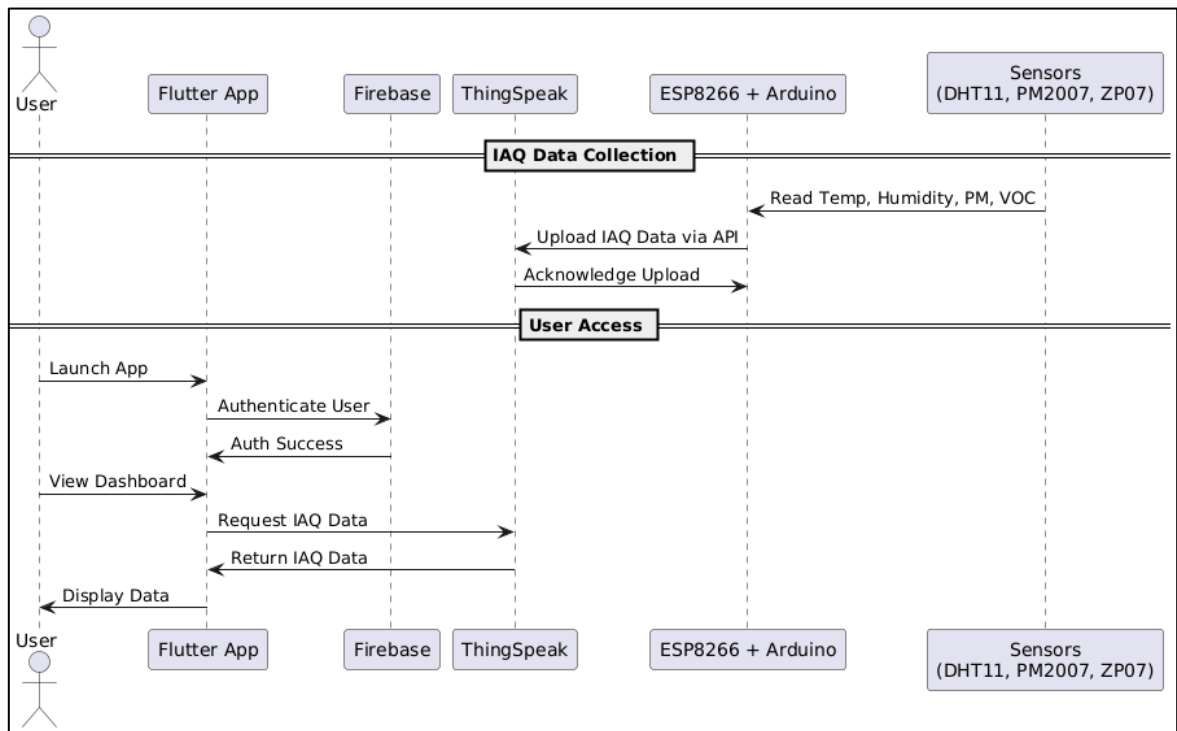 User
Flutter App
Firebase
ThingSpeak
ESP8266 + Arduino
Sensors
(DHT11, PM2007, ZP07)
IAQ Data Collection
Read Temp, Humidity, PM, VOC
Upload IAQ Data via API
Acknowledge Upload
User Access
Launch App
Authenticate User
Auth Success
View Dashboard
Request IAQ Data
Return IAQ Data
Display Data
User
Flutter App
Firebase
ThingSpeak
ESP8266 + Arduino
Sensors
(DHT11, PM2007, ZP07)